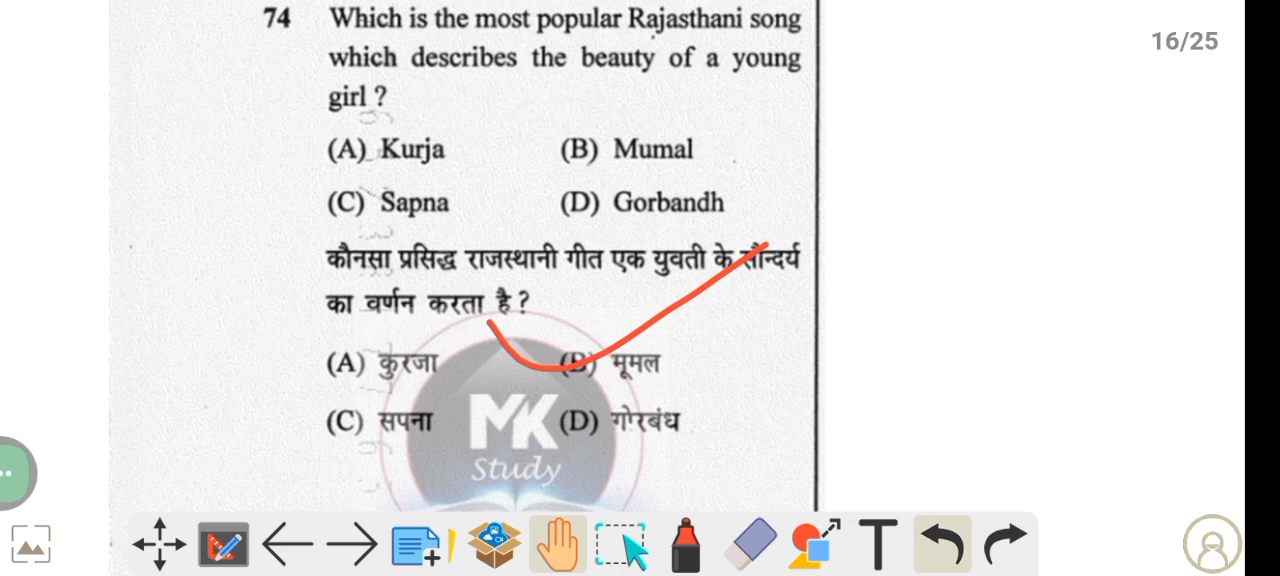 74 Which is the most popular Rajasthani song
16/25
which describes the beauty of a young
girl ?
(A) Kurja (B) Mumal
(C) Sapna (D) Gorbandh
कौनसा प्रसिद्ध राजस्थानी गीत एक युवती के सौन्दर्य
का वर्णन करता है ?
(A) कुरजा (B) मूमल
(C) सपना (D) गोरबंध
MK
Study
T